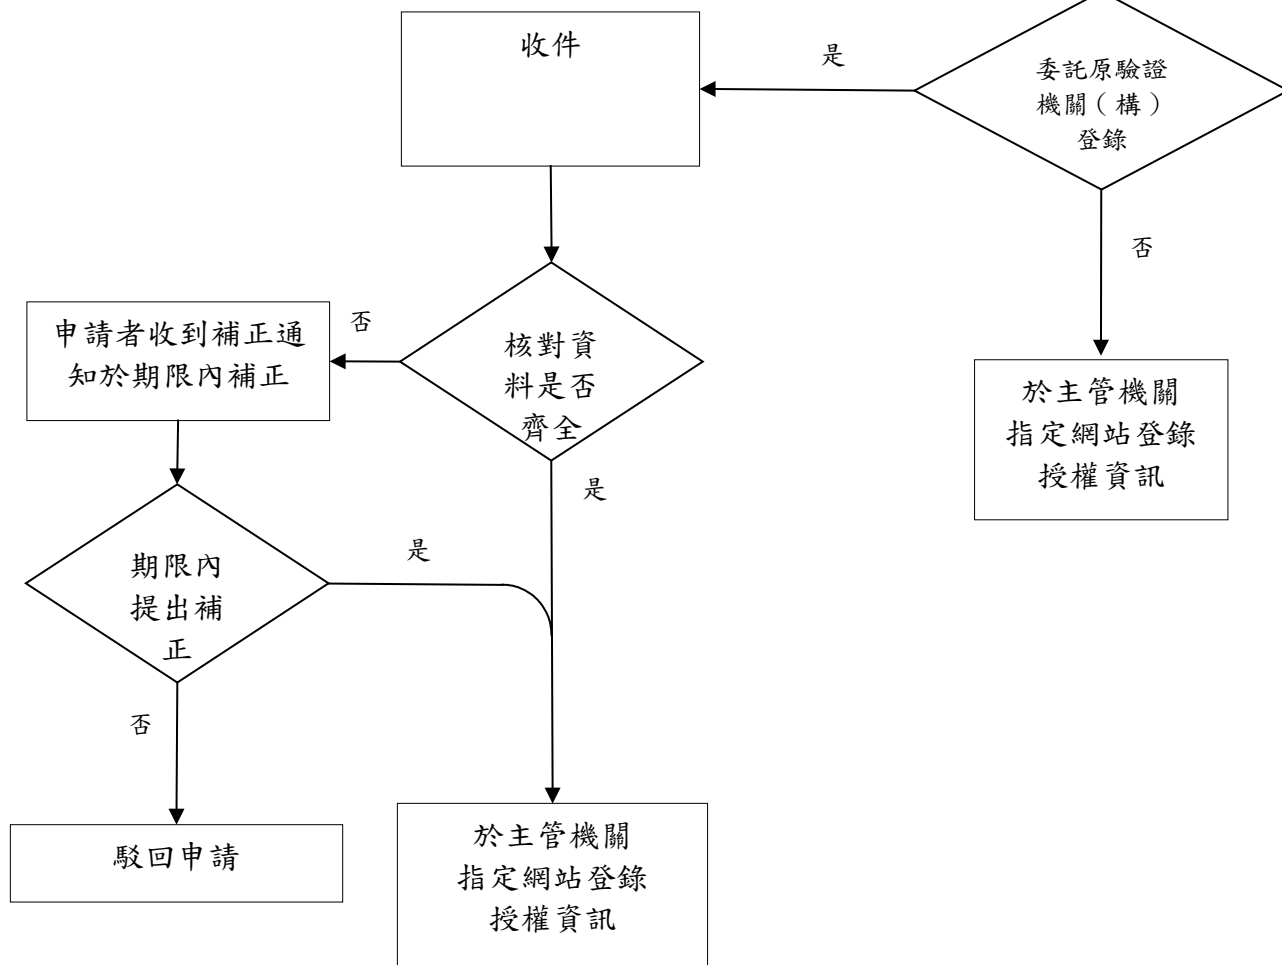 收件
是
委託原驗證
機關（構）
登錄
否
申請者收到補正通
知於期限內補正
否
核對資
料是否
齊全
於主管機關
指定網站登錄
授權資訊
是
期限內
提出補
正
是
否
駁回申請
於主管機關
指定網站登錄
授權資訊